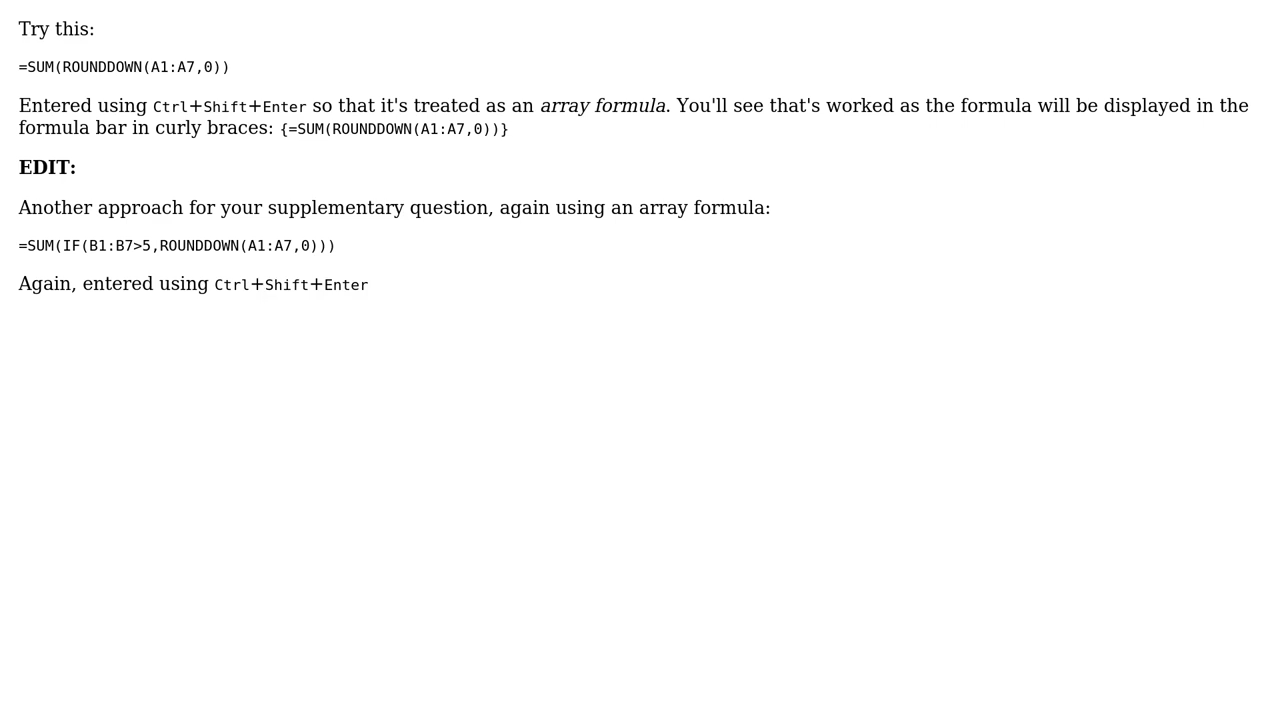 Try this:
=SUM(ROUNDDOWN(A1:A7,0))
Entered using Ctrl+Shift+Enter so that it's treated as an array formula. You'll see that's worked as the formula will be displayed in the
formula bar in curly braces: {=SUM(ROUNDDOWN(A1:A7,0))}
EDIT:
Another approach for your supplementary question, again using an array formula:
=SUM(IF(B1:B7>5,ROUNDDOWN(A1:A7,0)))
Again, entered using Ctrl+Shift+Enter